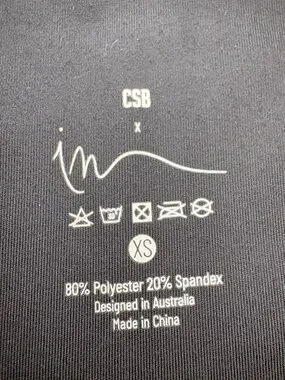 CSB
x
XS
80% Polyester 20% Spandex
Designed in Australia
Made in China